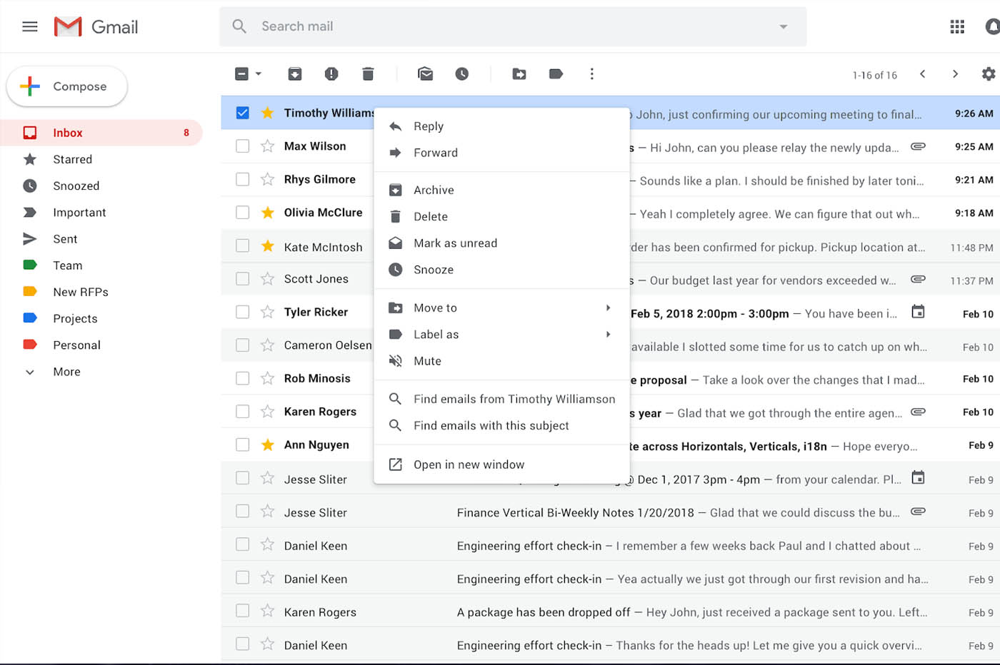 Gmail
Search mail
Compose
1-16 of 16
Inbox 8
Starred
Snoozed
Important
Sent
Team
New RFPs
Projects
Personal
More
Timothy Williams John, just confirming our upcoming meeting to final... 9:26 AM
Max Wilson s – Hi John, can you please relay the newly upda... 9:25 AM
Rhys Gilmore – Sounds like a plan. I should be finished by later toni... 9:21 AM
Olivia McClure – Yeah I completely agree. We can figure that out wh... 9:18 AM
Kate McIntosh der has been confirmed for pickup. Pickup location at... 11:48 PM
Scott Jones s – Our budget last year for vendors exceeded w... 11:37 PM
Tyler Ricker Feb 5, 2018 2:00pm - 3:00pm – You have been i... Feb 10
Cameron Oelsen available I slotted some time for us to catch up on wh... Feb 10
Rob Minosis e proposal – Take a look over the changes that I mad... Feb 10
Karen Rogers s year – Glad that we got through the entire agen... Feb 10
Ann Nguyen te across Horizontals, Verticals, i18n – Hope everyo... Feb 9
Jesse Sliter @ Dec 1, 2017 3pm - 4pm – from your calendar. Pl... Feb 9
Jesse Sliter Finance Vertical Bi-Weekly Notes 1/20/2018 – Glad that we could discuss the bu... Feb 9
Daniel Keen Engineering effort check-in – I remember a few weeks back Paul and I chatted about ... Feb 9
Daniel Keen Engineering effort check-in – Yea actually we just got through our first revision and ha... Feb 9
Karen Rogers A package has been dropped off – Hey John, just received a package sent to you. Left... Feb 9
Daniel Keen Engineering effort check-in – Thanks for the heads up! Let me give you a quick overvi... Feb 9
Reply
Forward
Archive
Delete
Mark as unread
Snooze
Move to
Label as
Mute
Find emails from Timothy Williamson
Find emails with this subject
Open in new window